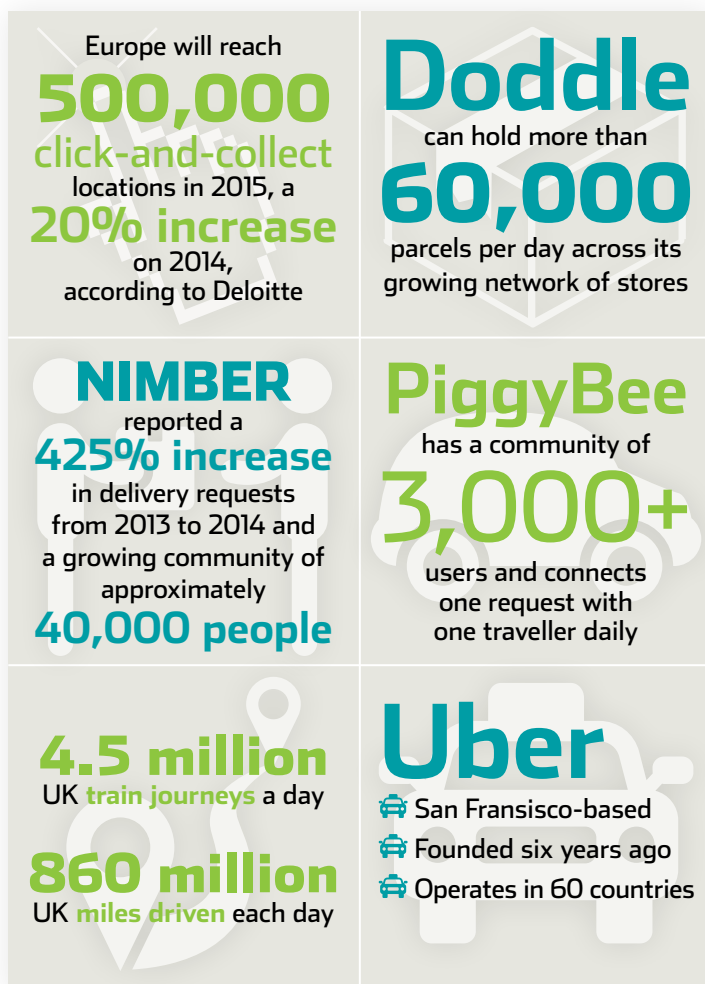 Europe will reach
500,000
click-and-collect
locations in 2015, a
20% increase
on 2014,
according to Deloitte
Doddle
can hold more than
60,000
parcels per day across its
growing network of stores
NIMBER
reported a
425% increase
in delivery requests
from 2013 to 2014 and
a growing community of
approximately
40,000 people
PiggyBee
has a community of
3,000+
users and connects
one request with
one traveller daily
4.5 million
UK train journeys a day
860 million
UK miles driven each day
Uber
San Fransisco-based
Founded six years ago
Operates in 60 countries